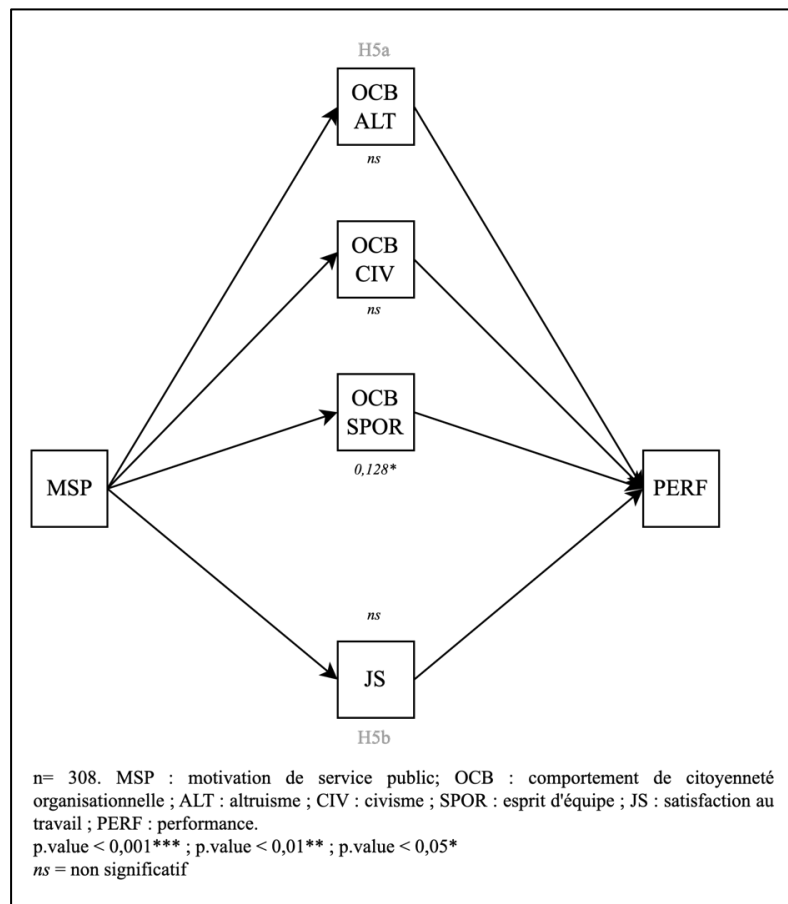 H5a
OCB
ALT
ns
OCB
CIV
ns
OCB
SPOR
0,128*
MSP
PERF
ns
JS
H5b
n= 308. MSP : motivation de service public; OCB : comportement de citoyenneté
organisationnelle ; ALT : altruisme ; CIV : civisme ; SPOR : esprit d'équipe ; JS : satisfaction au
travail ; PERF : performance.
p.value < 0,001*** ; p.value < 0,01** ; p.value < 0,05*
ns = non significatif